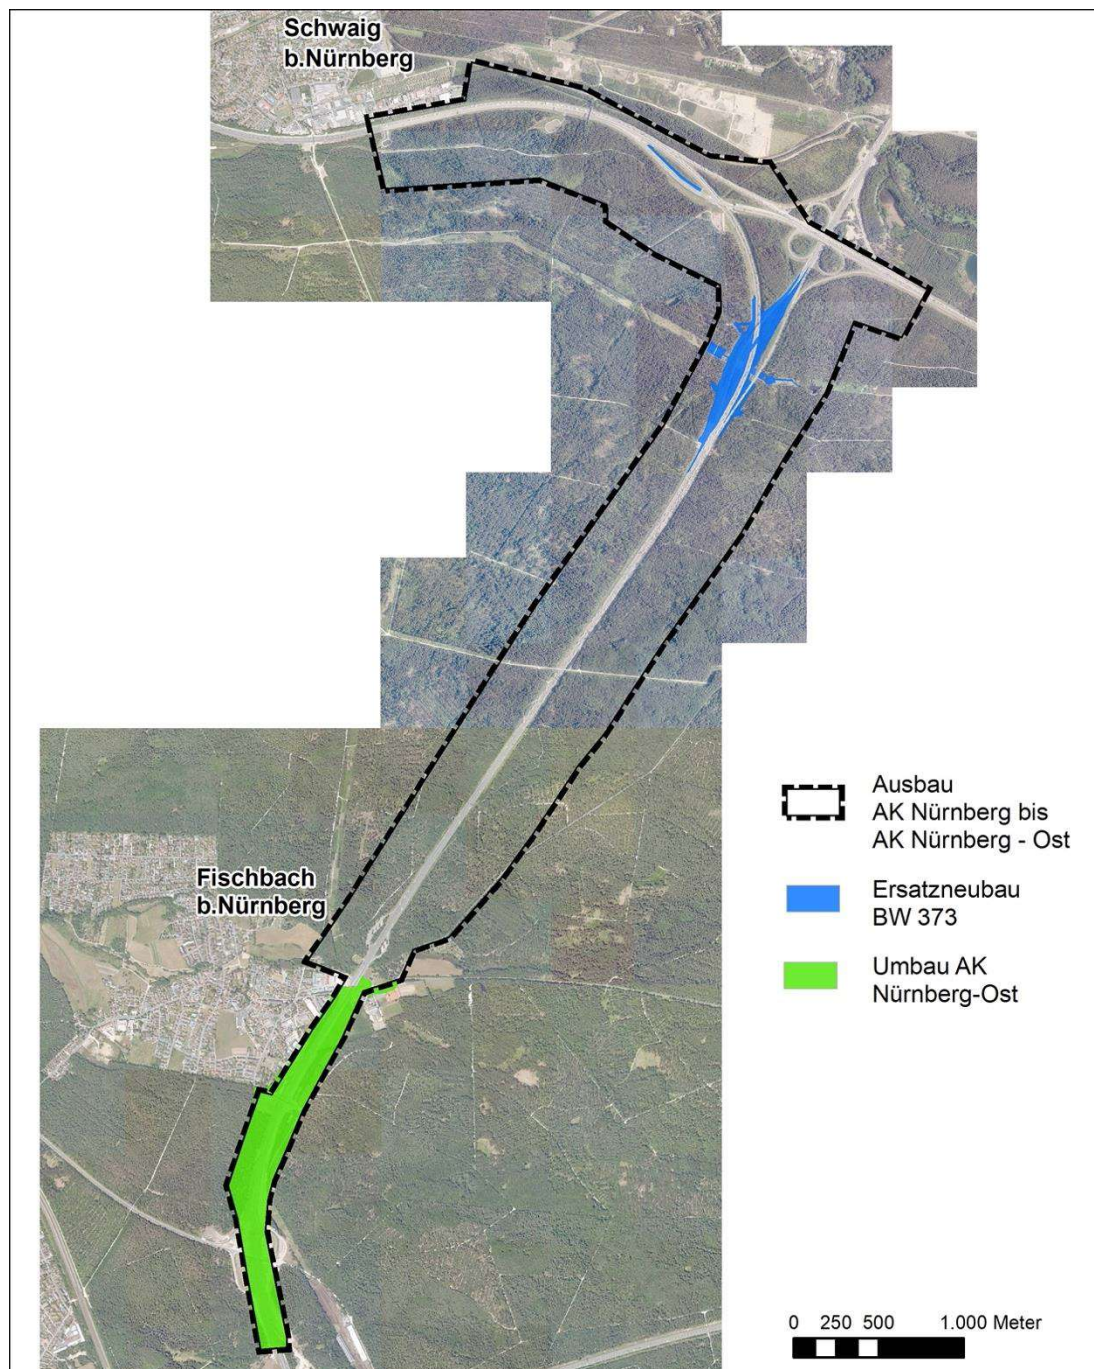 Schwaig
b.Nürnberg
Fischbach
b.Nürnberg
Ausbau
AK Nürnberg bis
AK Nürnberg - Ost
Ersatzneubau
BW 373
Umbau AK
Nürnberg-Ost
0 250 500 1.000 Meter